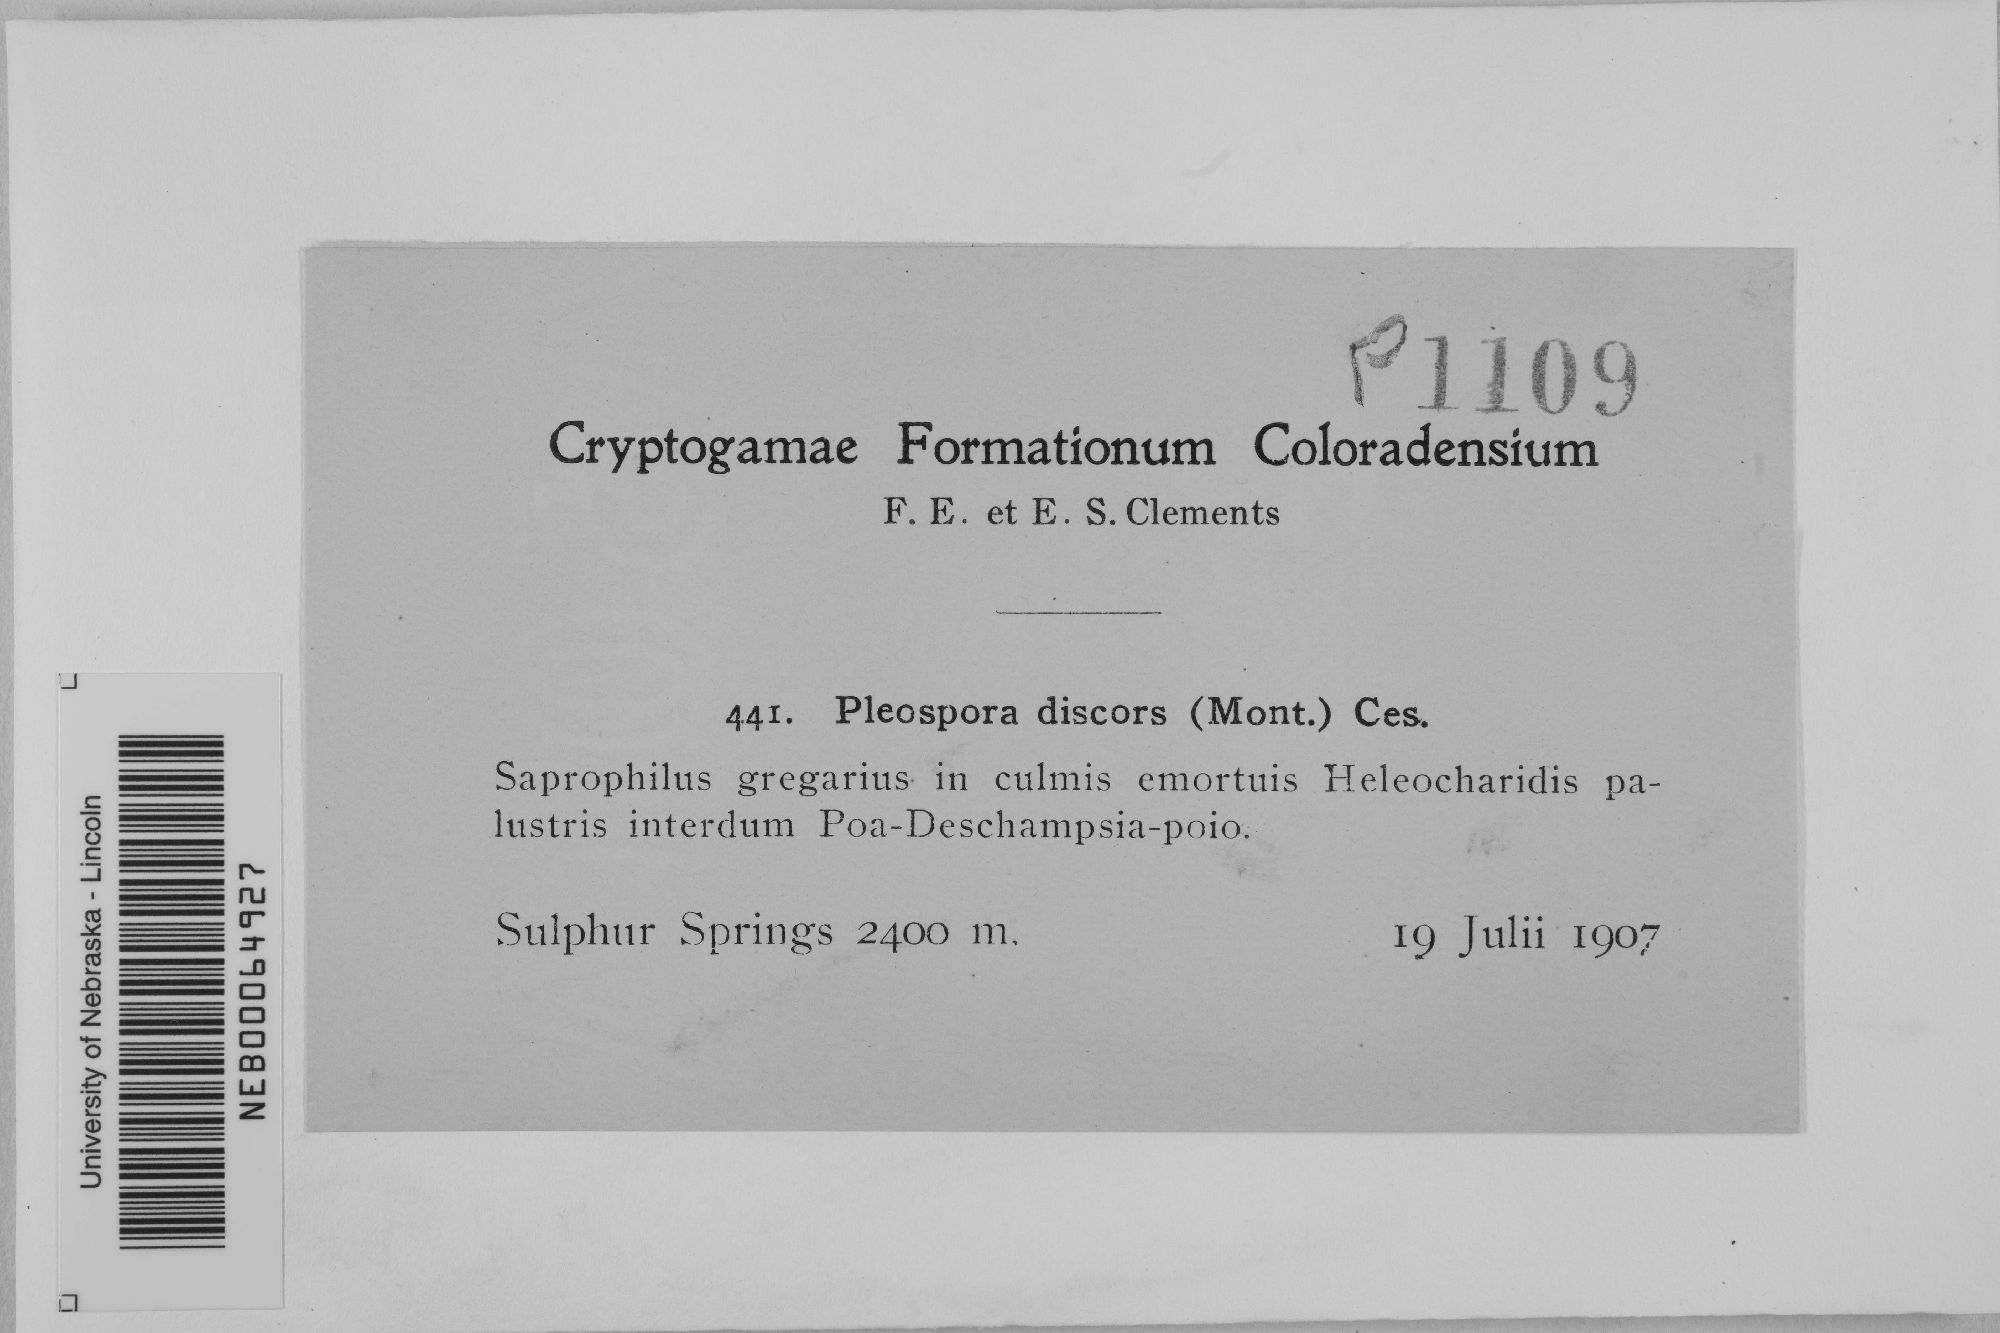 P1109
Cryptogamae Formationum Coloradensium
F. E. et E. S. Clements
441. Pleospora discors (Mont.) Ces.
Saprophilus gregarius in culmis emortuis Heleocharidis pa-
lustris interdum Poa-Deschampsia-poio.
Sulphur Springs 2400 m.
19 Julii 1907
University of Nebraska - Lincoln
NEB00064927